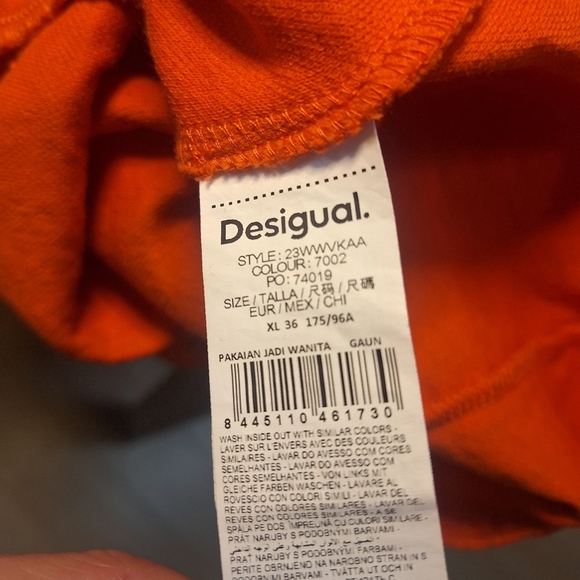 Desigual.
STYLE : 23WWVKAA
COLOUR : 7002
PO : 74019
SIZE / TALLA / 尺码 / 尺碼
EUR / MEX / CHI
XL 36 175/96A
PAKAIAN JADI WANITA GAUN
8 445110 461730
WASH INSIDE OUT WITH SIMILAR COLORS -
LAVER SUR L'ENVERS AVEC DES COULEURS
SIMILAIRES - LAVAR DO AVESSO COM CORES
SEMELHANTES - LAVAR DO AVESSO COM
CORES SEMELHANTES - VON LINKS MIT
GLEICHE FARBEN WASCHEN - LAVARE AL
ROVESCIO CON COLORI SIMILI - LAVAR DEL
REVES CON COLORES SIMILARES - LAVAR DEL
REVES CON COLORES SIMILARES - A SE
SPĂLA PE DOS, ÎMPREUNĂ CU CULORI SIMILARE -
PRÁT NARUBY S PODOBNÝMI BARVAMI -
PRAŤ NARUBY S PODOBNÝMI FARBAMI -
PERITE OBRNJENO NA NAROBNO STRAN IN S
- TVÄTTA UT OCH IN